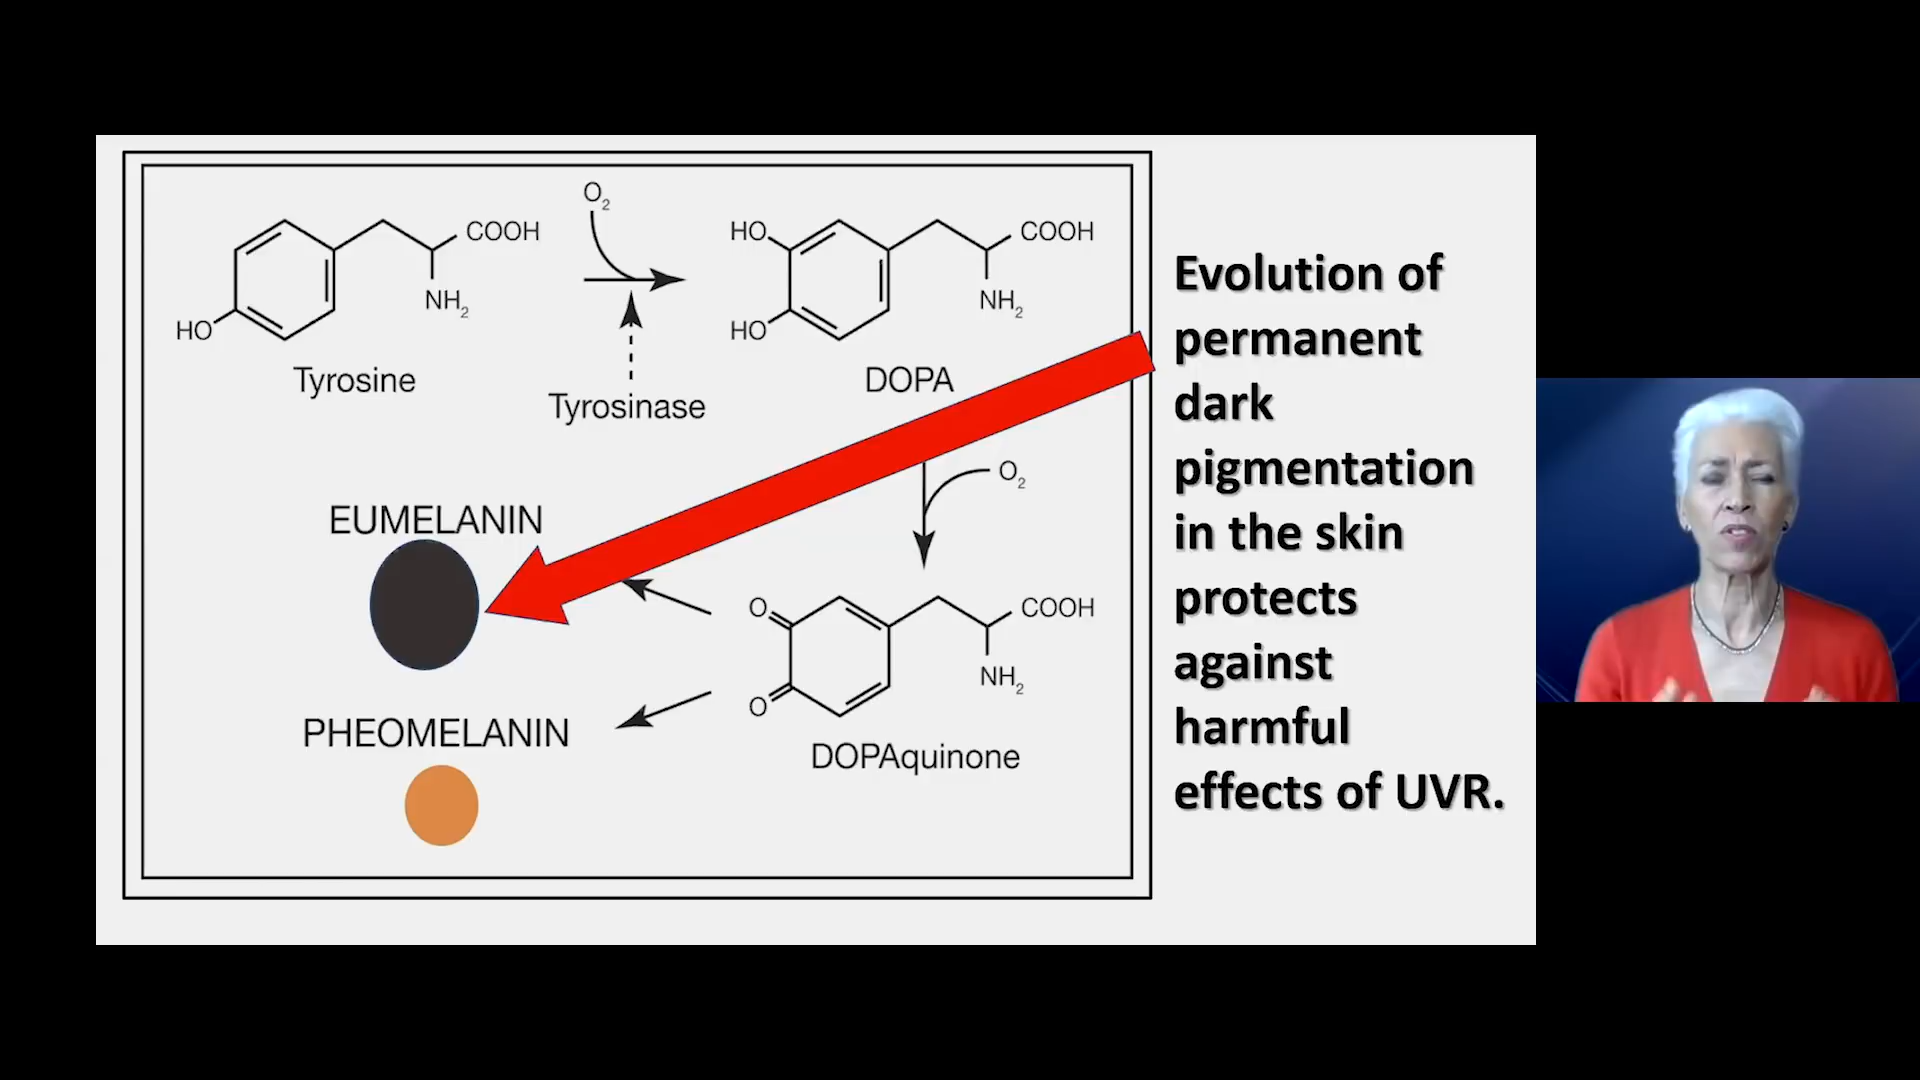 O2
COOH
NH2
HO
Tyrosine
Tyrosinase
HO
HO
COOH
NH2
DOPA
O2
EUMELANIN
PHEOMELANIN
O
O
COOH
NH2
DOPAquinone
Evolution of
permanent
dark
pigmentation
in the skin
protects
against
harmful
effects of UVR.